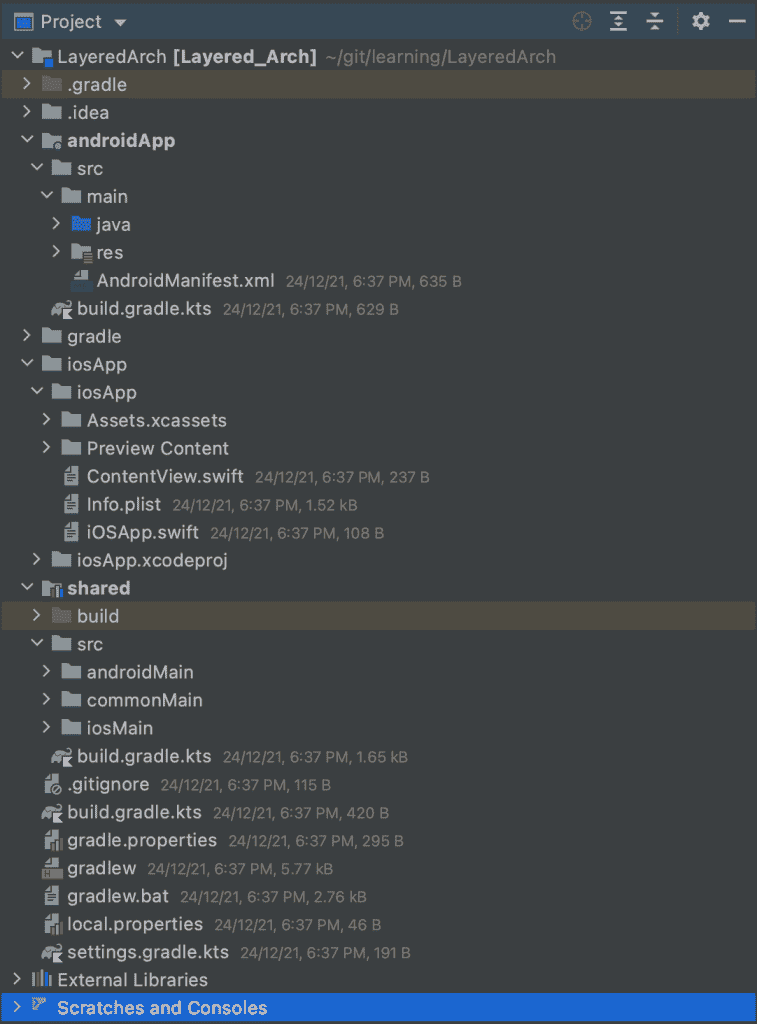 Project
LayeredArch [Layered_Arch] ~/git/learning/LayeredArch
.gradle
.idea
androidApp
src
main
java
res
AndroidManifest.xml 24/12/21, 6:37 PM, 635 B
build.gradle.kts 24/12/21, 6:37 PM, 629 B
gradle
iosApp
iosApp
Assets.xcassets
Preview Content
ContentView.swift 24/12/21, 6:37 PM, 237 B
Info.plist 24/12/21, 6:37 PM, 1.52 kB
iOSApp.swift 24/12/21, 6:37 PM, 108 B
iosApp.xcodeproj
shared
build
src
androidMain
commonMain
iosMain
build.gradle.kts 24/12/21, 6:37 PM, 1.65 kB
.gitignore 24/12/21, 6:37 PM, 115 B
build.gradle.kts 24/12/21, 6:37 PM, 420 B
gradle.properties 24/12/21, 6:37 PM, 295 B
gradlew 24/12/21, 6:37 PM, 5.77 kB
gradlew.bat 24/12/21, 6:37 PM, 2.76 kB
local.properties 24/12/21, 6:37 PM, 46 B
settings.gradle.kts 24/12/21, 6:37 PM, 191 B
External Libraries
Scratches and Consoles